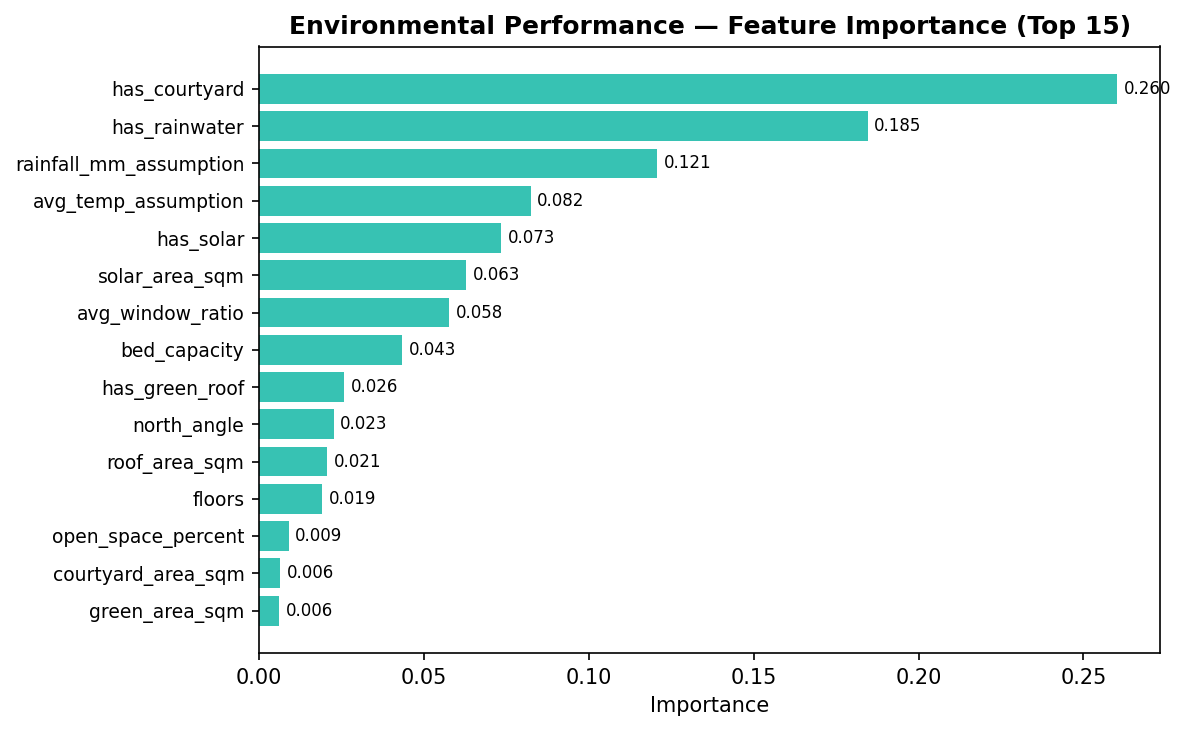 Environmental Performance — Feature Importance (Top 15)
has_courtyard 0.260
has_rainwater 0.185
rainfall_mm_assumption 0.121
avg_temp_assumption 0.082
has_solar 0.073
solar_area_sqm 0.063
avg_window_ratio 0.058
bed_capacity 0.043
has_green_roof 0.026
north_angle 0.023
roof_area_sqm 0.021
floors 0.019
open_space_percent 0.009
courtyard_area_sqm 0.006
green_area_sqm 0.006
0.00 0.05 0.10 0.15 0.20 0.25
Importance